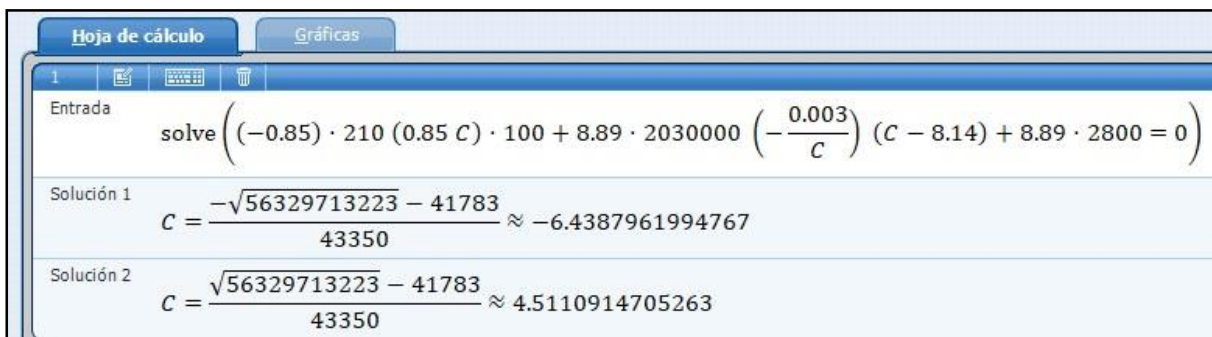 Hoja de cálculo Gráficas
1
Entrada
solve ((−0.85) · 210 (0.85 C) · 100 + 8.89 · 2030000 (−0.003/C) (C − 8.14) + 8.89 · 2800 = 0)
Solución 1
C = (−√56329713223 − 41783)/43350 ≈ −6.4387961994767
Solución 2
C = (√56329713223 − 41783)/43350 ≈ 4.5110914705263